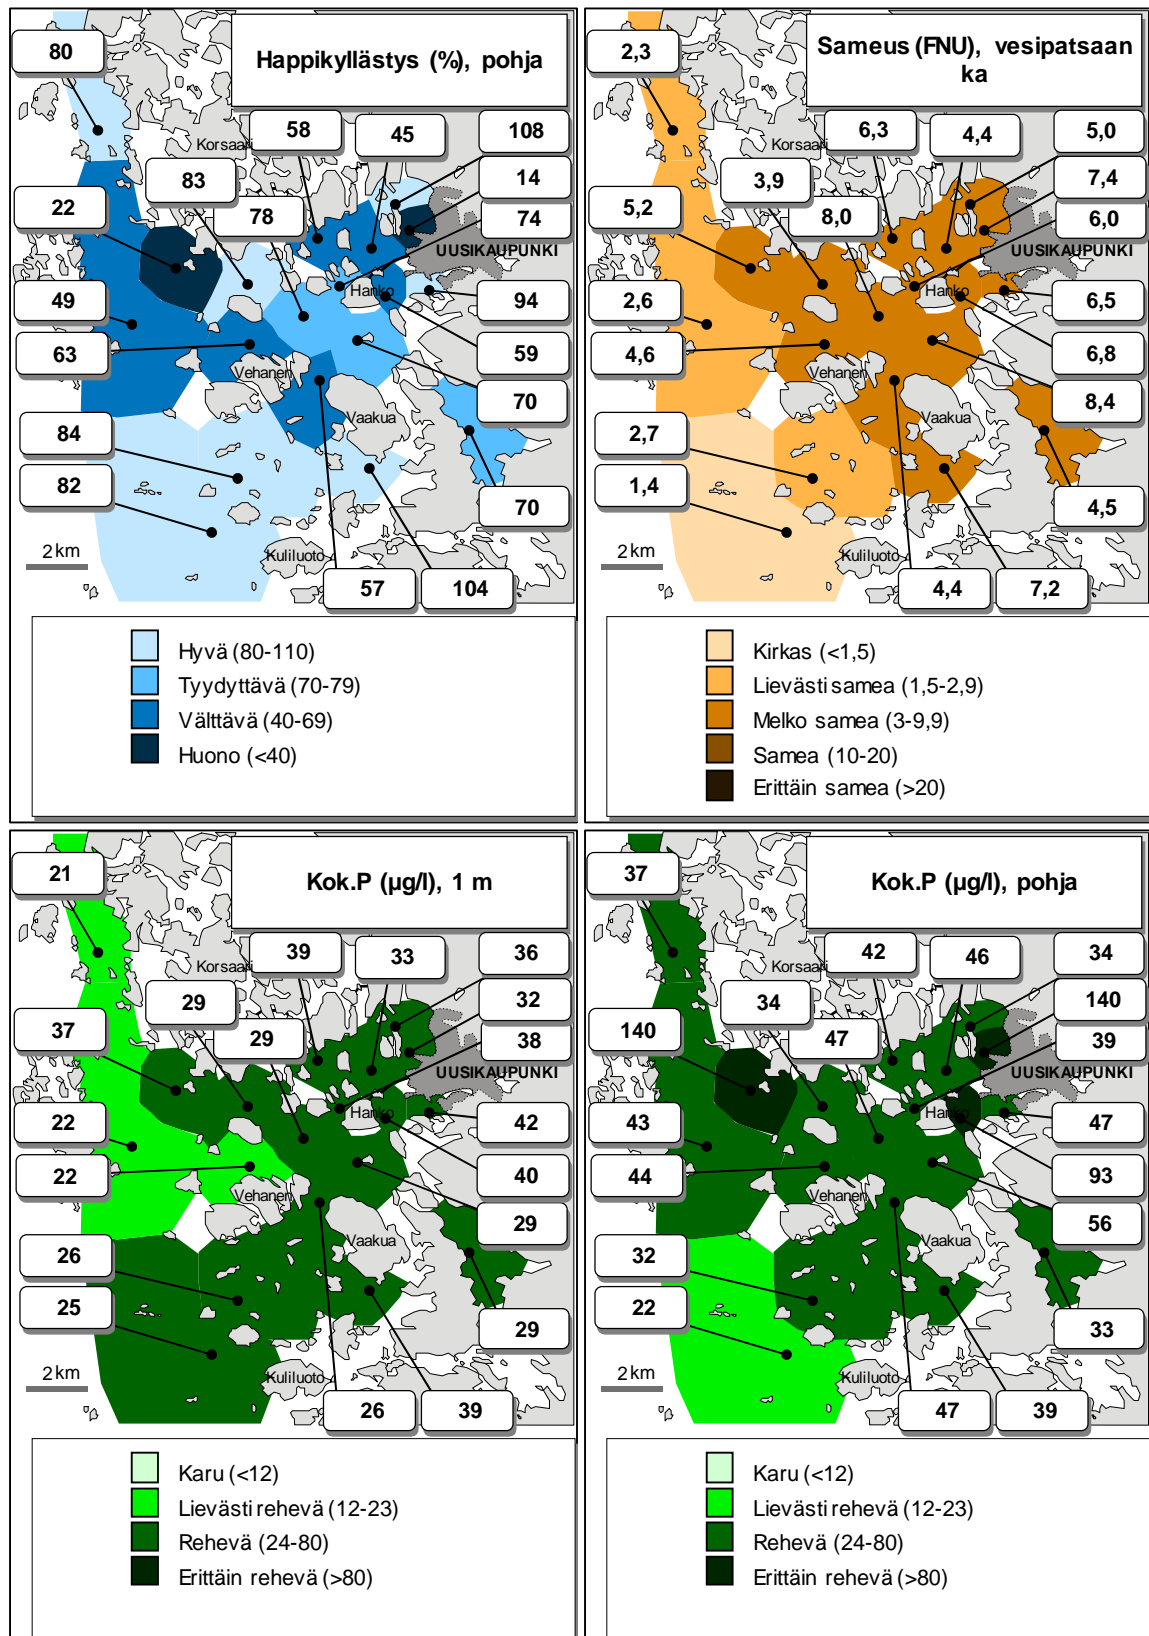 Happikyllästys (%), pohja
80
58
45
108
Korsaari
83
14
22
78
74
UUSIKAUPUNKI
Hanko
49
94
63
59
Vehanen
70
Vaakua
84
82
70
2 km
Kuliluoto
57
104
Hyvä (80-110)
Tyydyttävä (70-79)
Välttävä (40-69)
Huono (<40)
Sameus (FNU), vesipatsaan
ka
2,3
6,3
4,4
5,0
Korsaari
3,9
7,4
5,2
8,0
6,0
UUSIKAUPUNKI
Hanko
2,6
6,5
4,6
6,8
Vehanen
8,4
Vaakua
2,7
1,4
4,5
2 km
Kuliluoto
4,4
7,2
Kirkas (<1,5)
Lievästi samea (1,5-2,9)
Melko samea (3-9,9)
Samea (10-20)
Erittäin samea (>20)
Kok.P (µg/l), 1 m
21
39
33
36
Korsaari
29
32
37
29
38
UUSIKAUPUNKI
Hanko
22
42
22
40
Vehanen
29
Vaakua
26
25
29
2 km
Kuliluoto
26
39
Karu (<12)
Lievästi rehevä (12-23)
Rehevä (24-80)
Erittäin rehevä (>80)
Kok.P (µg/l), pohja
37
42
46
34
Korsaari
34
140
140
47
39
UUSIKAUPUNKI
Hanko
43
47
44
93
Vehanen
56
Vaakua
32
22
33
2 km
Kuliluoto
47
39
Karu (<12)
Lievästi rehevä (12-23)
Rehevä (24-80)
Erittäin rehevä (>80)